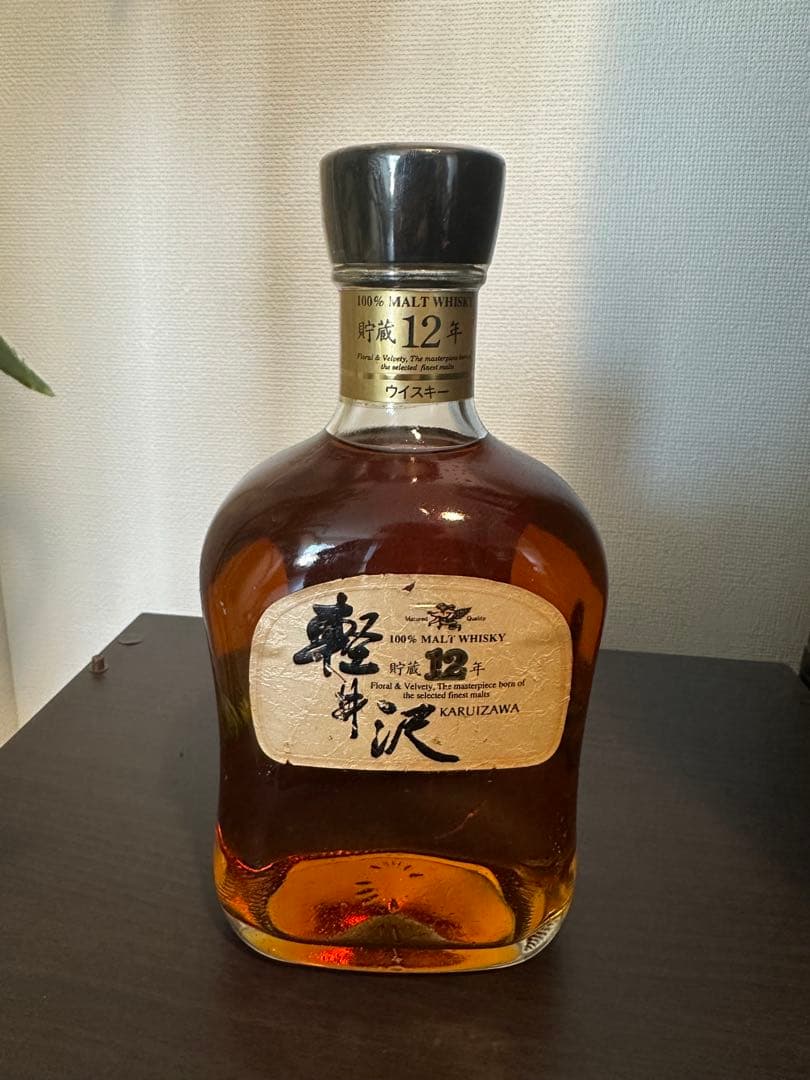 100% MALT WHISKY
貯蔵12年
Floral & Velvety, The masterpiece born of
the selected finest malts
ウイスキー
軽井沢
Matured Quality
100% MALT WHISKY
貯蔵12年
Floral & Velvety, The masterpiece born of
the selected finest malts
KARUIZAWA